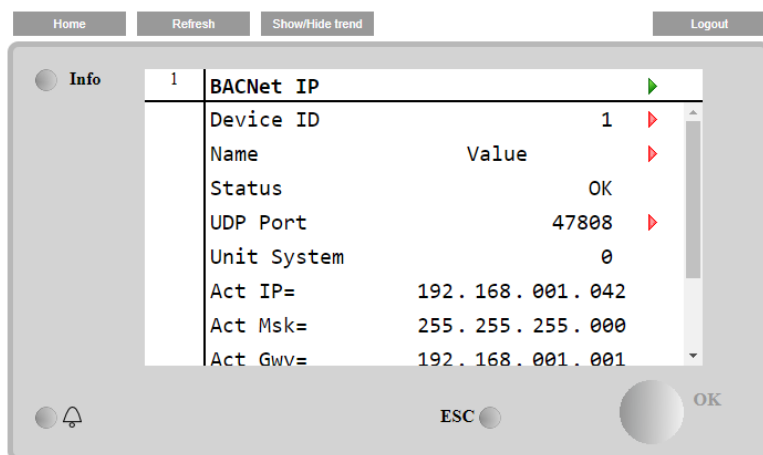 Home Refresh Show/Hide trend Logout
Info
1 BACNet IP
Device ID 1
Name Value
Status OK
UDP Port 47808
Unit System 0
Act IP= 192.168.001.042
Act Msk= 255.255.255.000
Act Gwy= 192.168.001.001
ESC OK